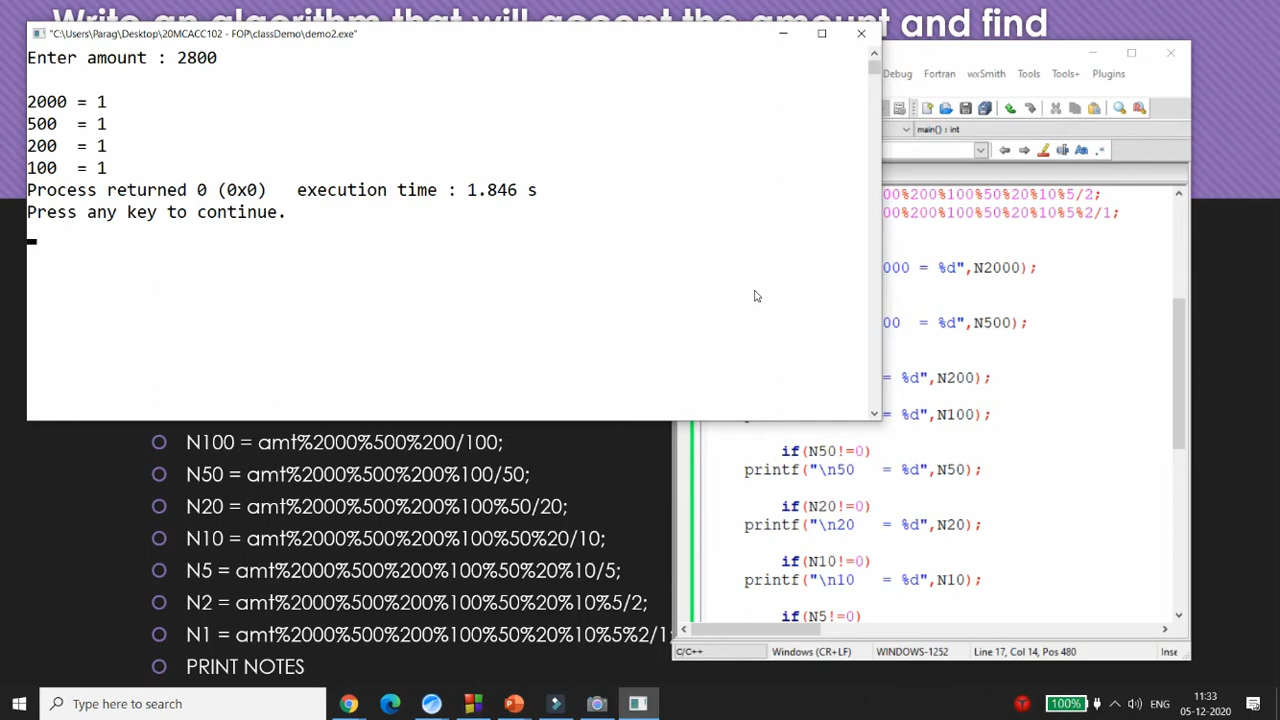 Write an algorithm that will accept the amount and find
"C:\Users\Parag\Desktop\20MCACC102 - FOP\classDemo\demo2.exe"
Enter amount : 2800
2000 = 1
500 = 1
200 = 1
100 = 1
Process returned 0 (0x0) execution time : 1.846 s
Press any key to continue.
Debug Fortran wxSmith Tools Tools+ Plugins
main() : int
00%200%100%50%20%10%5/2;
00%200%100%50%20%10%5%2/1;
000 = %d",N2000);
00 = %d",N500);
= %d",N200);
= %d",N100);
if(N50!=0)
printf("\n50 = %d",N50);
if(N20!=0)
printf("\n20 = %d",N20);
if(N10!=0)
printf("\n10 = %d",N10);
if(N5!=0)
C/C++ Windows (CR+LF) WINDOWS-1252 Line 17, Col 14, Pos 480 Inse
N100 = amt%2000%500%200/100;
N50 = amt%2000%500%200%100/50;
N20 = amt%2000%500%200%100%50/20;
N10 = amt%2000%500%200%100%50%20/10;
N5 = amt%2000%500%200%100%50%20%10/5;
N2 = amt%2000%500%200%100%50%20%10%5/2;
N1 = amt%2000%500%200%100%50%20%10%5%2/1;
PRINT NOTES
Type here to search
100%
ENG
11:33
05-12-2020